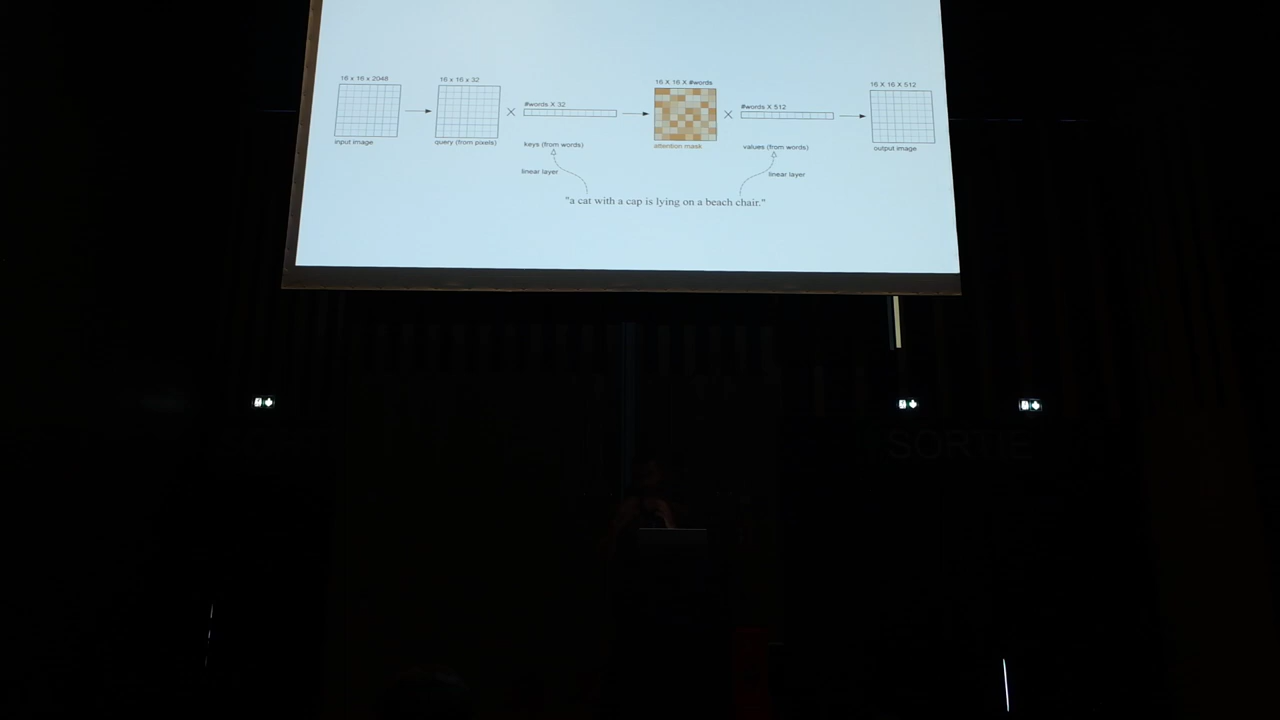 16 x 16 x 2048
input image
16 x 16 x 32
query (from pixels)
X
#words X 32
keys (from words)
linear layer
16 X 16 X #words
attention mask
X
#words X 512
values (from words)
linear layer
16 X 16 X 512
output image
"a cat with a cap is lying on a beach chair."
SORTIE